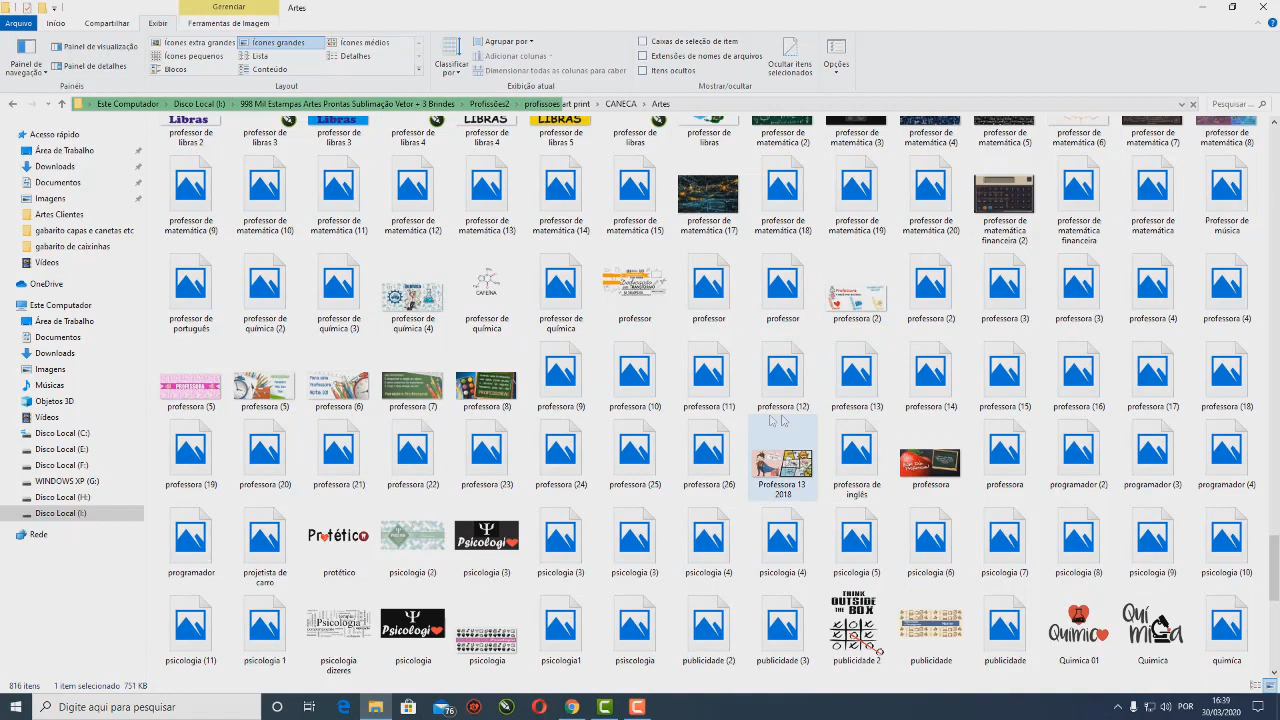 Gerenciar
Artes
Arquivo
Início
Compartilhar
Exibir
Ferramentas de Imagem
Painel de navegação
Painel de visualização
Painel de detalhes
Painéis
Ícones extra grandes
Ícones grandes
Ícones médios
Ícones pequenos
Lista
Detalhes
Blocos
Conteúdo
Layout
Classificar por
Agrupar por
Adicionar colunas
Dimensionar todas as colunas para caber
Exibição atual
Caixas de seleção de item
Extensões de nomes de arquivos
Itens ocultos
Ocultar itens selecionados
Mostrar/ocultar
Opções
Este Computador
Disco Local (I:)
998 Mil Estampas Artes Prontas Sublimação Vetor + 3 Brindes
Profissões2
profissoes art print
CANECA
Artes
Pesquisar ...
Acesso rápido
Área de Trabalho
Downloads
Documentos
Imagens
Artes Clientes
gabarito capas e canetas etc
gabarito de caixinhas
Vídeos
OneDrive
Este Computador
Área de Trabalho
Documentos
Downloads
Imagens
Músicas
Objetos 3D
Vídeos
Disco Local (C:)
Disco Local (E:)
Disco Local (F:)
WINDOWS XP (G:)
Disco Local (H:)
Disco Local (I:)
Rede
Libras
Libras
LIBRAS
LIBRAS
professor de libras 2
professor de libras 3
professor de libras 3
professor de libras 4
professor de libras 4
professor de libras 5
professor de libras
professor de libras
professor de matemática (2)
professor de matemática (3)
professor de matemática (4)
professor de matemática (5)
professor de matemática (6)
professor de matemática (7)
professor de matemática (8)
professor de matemática (9)
professor de matemática (10)
professor de matemática (11)
professor de matemática (12)
professor de matemática (13)
professor de matemática (14)
professor de matemática (15)
professor de matemática (17)
professor de matemática (18)
professor de matemática (19)
professor de matemática (20)
professor de matemática financeira (2)
professor de matemática financeira
professor de matemática
Professor de música
CAFEÍNA
professor de português
professor de química (2)
professor de química (3)
professor de química (4)
professor de química
professor de química
professor
professor
professor
professora (2)
professora (2)
professora (3)
professora (3)
professora (4)
professora (4)
PROFESSORA
professora (5)
professora (5)
professora (6)
professora (7)
professora (8)
professora (9)
professora (10)
professora (11)
professora (12)
professora (13)
professora (14)
professora (15)
professora (16)
professora (17)
professora (18)
professora (19)
professora (20)
professora (21)
professora (22)
professora (23)
professora (24)
professora (25)
professora (26)
Professora 13 2018
professora de inglês
professora
professora
programador (2)
programador (3)
programador (4)
Protético
Psicologi
programador
projetista de carro
protético
psicologia (2)
psicologia (3)
psicologia (3)
psicologia (3)
psicologia (4)
psicologia (4)
psicologia (5)
psicologia (6)
psicologia (7)
psicologia (8)
psicologia (9)
psicologia (10)
Psicologia
Psicologi
THINK OUTSIDE THE BOX
Químic
Química
psicologia (11)
psicologia 1
psicologia dizeres
psicologia
psicologia
psicologia1
psicologia
publicidade (2)
publicidade (3)
publicidade 2
publicidade
publicidade
Quimica 01
Química
química
816 itens
1 item selecionado 751 KB
Digite aqui para pesquisar
76
POR
16:39
30/03/2020